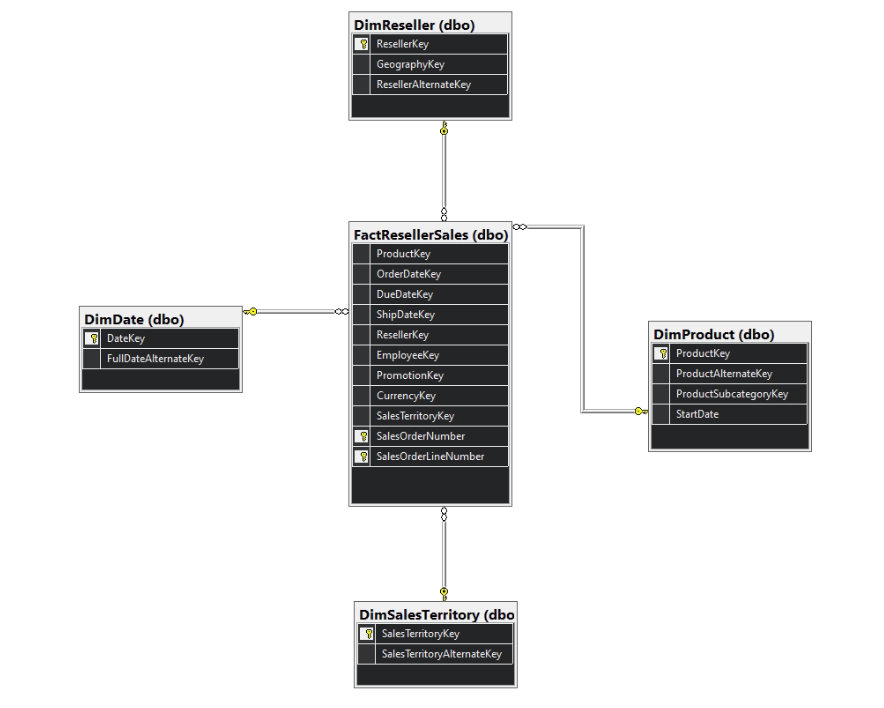 DimReseller (dbo)
ResellerKey
GeographyKey
ResellerAlternateKey
FactResellerSales (dbo)
ProductKey
OrderDateKey
DueDateKey
ShipDateKey
ResellerKey
EmployeeKey
PromotionKey
CurrencyKey
SalesTerritoryKey
SalesOrderNumber
SalesOrderLineNumber
DimDate (dbo)
DateKey
FullDateAlternateKey
DimProduct (dbo)
ProductKey
ProductAlternateKey
ProductSubcategoryKey
StartDate
DimSalesTerritory (dbo
SalesTerritoryKey
SalesTerritoryAlternateKey